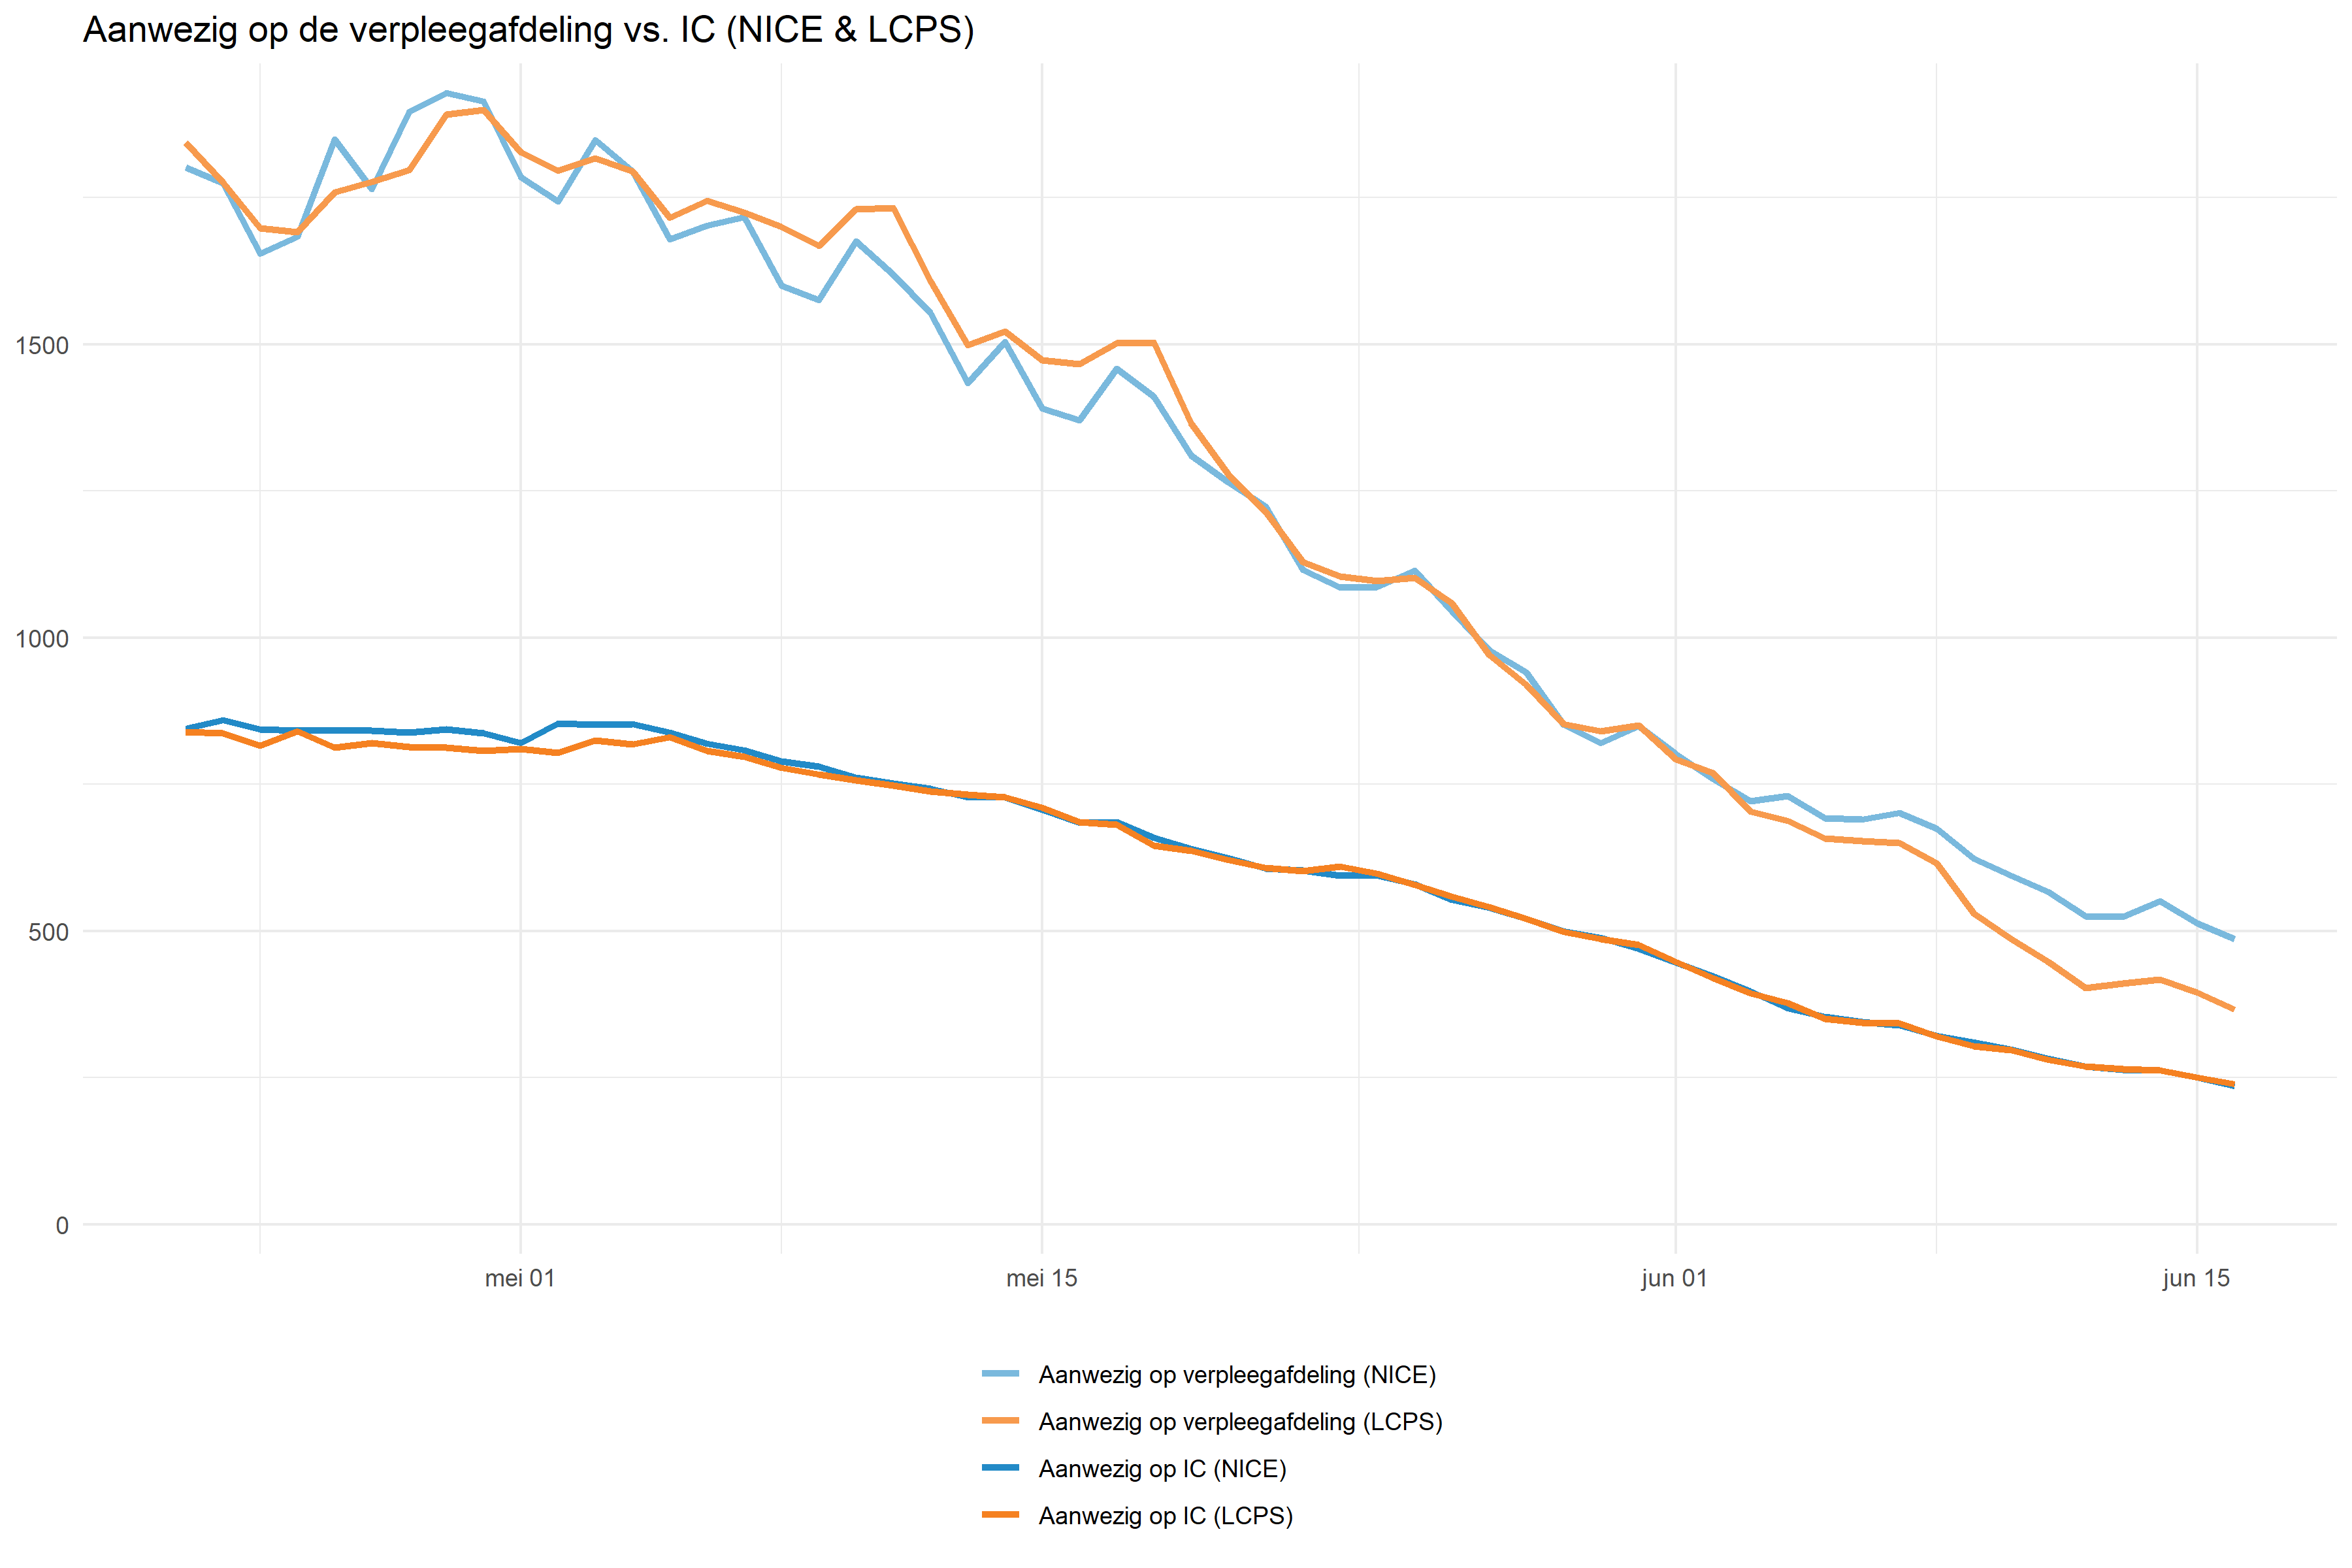 Aanwezig op de verpleegafdeling vs. IC (NICE & LCPS)
1500
1000
500
0
mei 01
mei 15
jun 01
jun 15
Aanwezig op verpleegafdeling (NICE)
Aanwezig op verpleegafdeling (LCPS)
Aanwezig op IC (NICE)
Aanwezig op IC (LCPS)